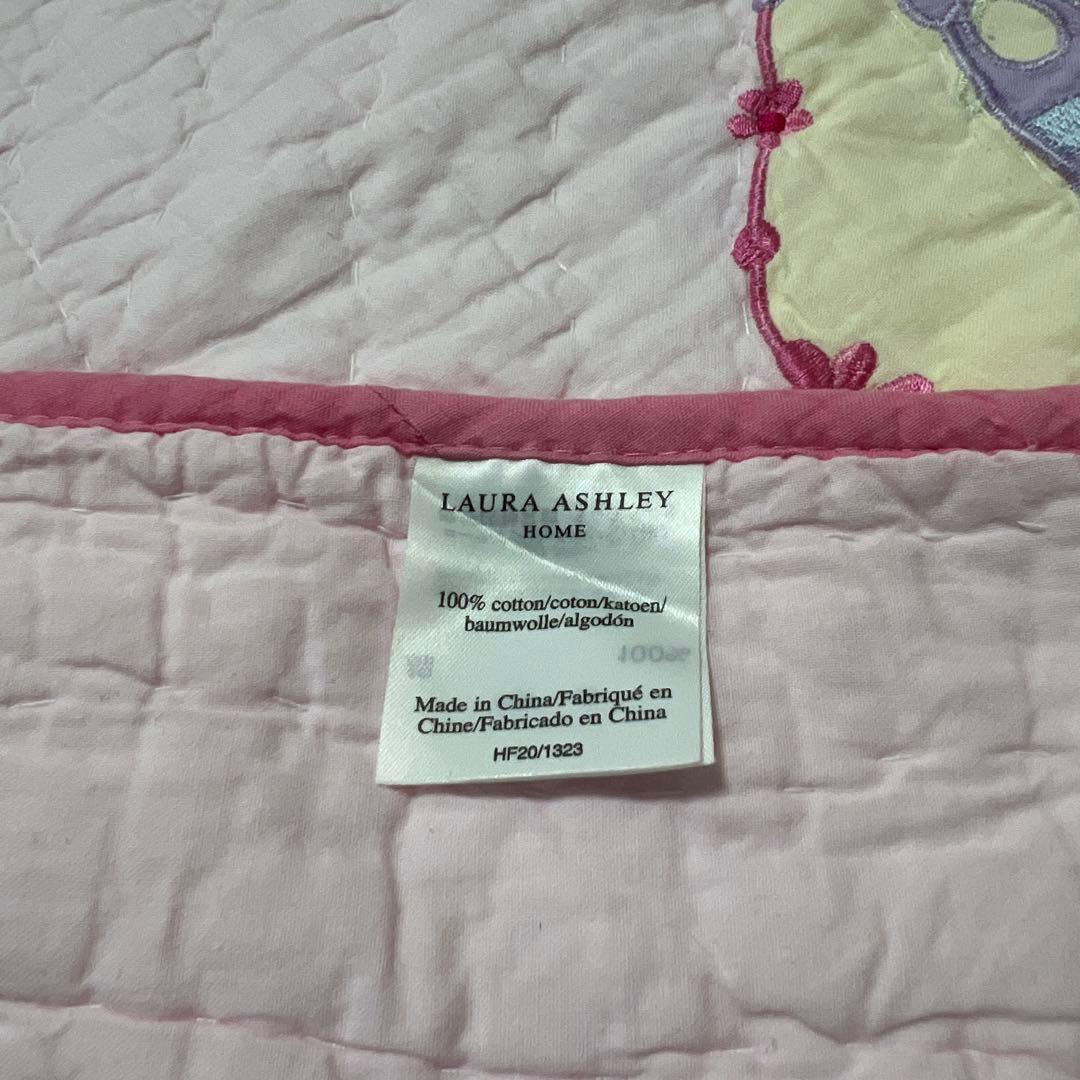 LAURA ASHLEY
HOME
100% cotton/coton/katoen/
baumwolle/algodón
Made in China/Fabriqué en
Chine/Fabricado en China
HF20/1323